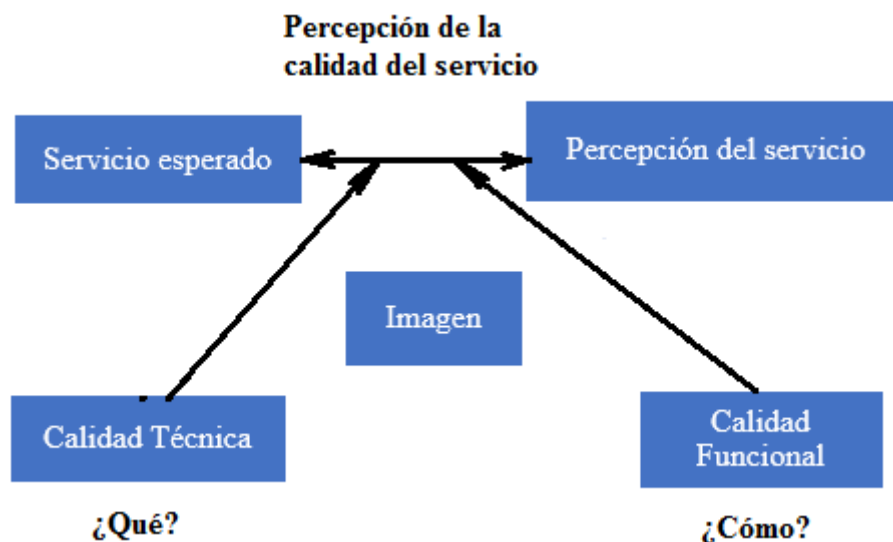 Percepción de la
calidad del servicio
Servicio esperado
Percepción del servicio
Imagen
Calidad Técnica
Calidad
Funcional
¿Qué?
¿Cómo?